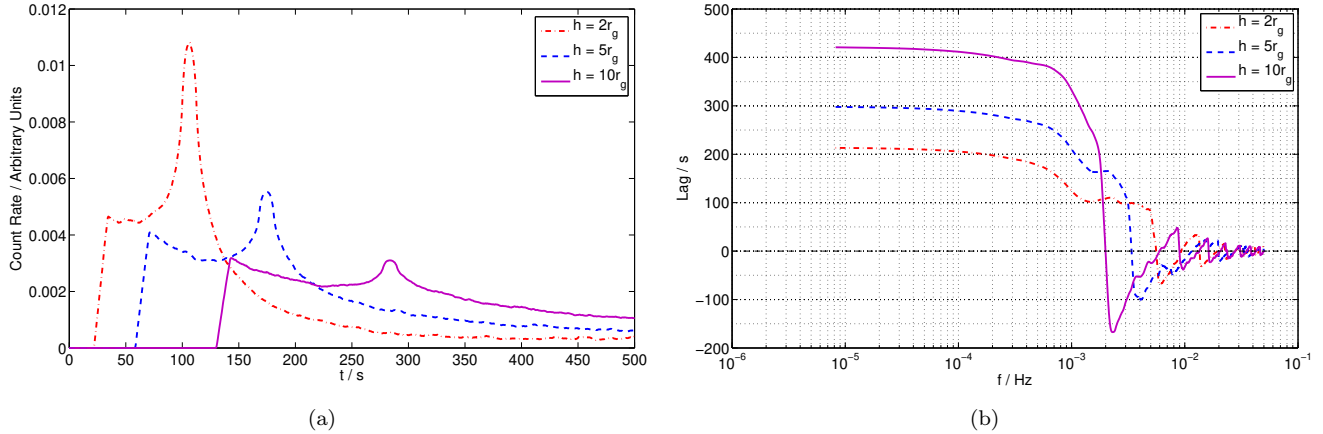 0.012
0.01
0.008
0.006
0.004
0.002
0
0 50 100 150 200 250 300 350 400 450 500
Count Rate / Arbitrary Units
t / s
h = 2r_g
h = 5r_g
h = 10r_g
(a)
500
400
300
200
100
0
−100
−200
10^−6 10^−5 10^−4 10^−3 10^−2 10^−1
Lag / s
f / Hz
h = 2r_g
h = 5r_g
h = 10r_g
(b)